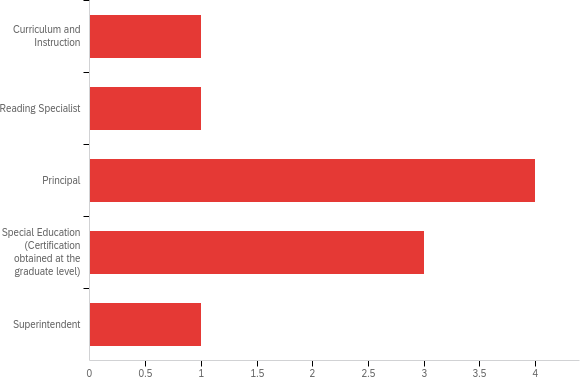 Curriculum and
Instruction
Reading Specialist
Principal
Special Education
(Certification
obtained at the
graduate level)
Superintendent
0 0.5 1 1.5 2 2.5 3 3.5 4